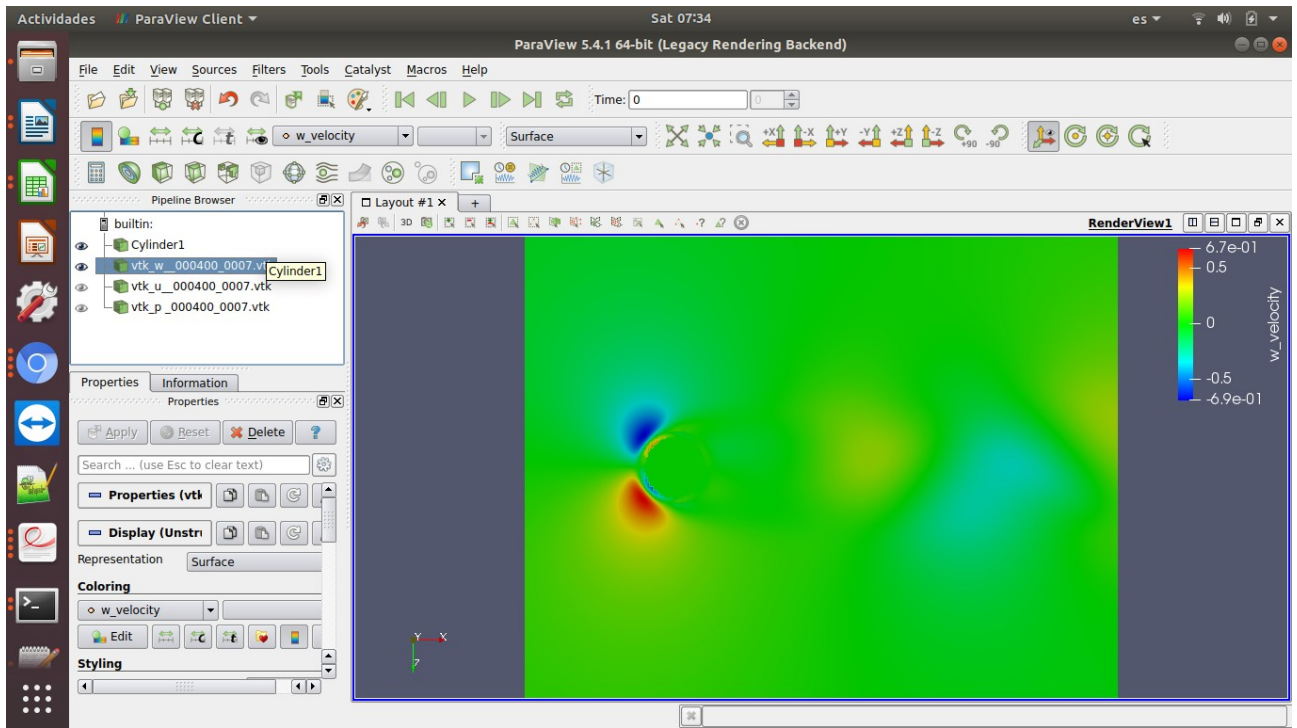 Actividades ParaView Client Sat 07:34 es
ParaView 5.4.1 64-bit (Legacy Rendering Backend)
File Edit View Sources Filters Tools Catalyst Macros Help
Time: 0 0
w_velocity Surface +X -X +Y -Y +Z -Z +90 -90
Pipeline Browser
Layout #1 +
3D RenderView1
builtin:
Cylinder1
vtk_w__000400_0007.vt
Cylinder1
vtk_u__000400_0007.vtk
vtk_p _000400_0007.vtk
6.7e-01
0.5
0
-0.5
-6.9e-01
w_velocity
Properties Information
Properties
Apply Reset Delete ?
Search ... (use Esc to clear text)
Properties (vtk
Display (Unstr
Representation Surface
Coloring
w_velocity
Edit
Styling
Y X
Z